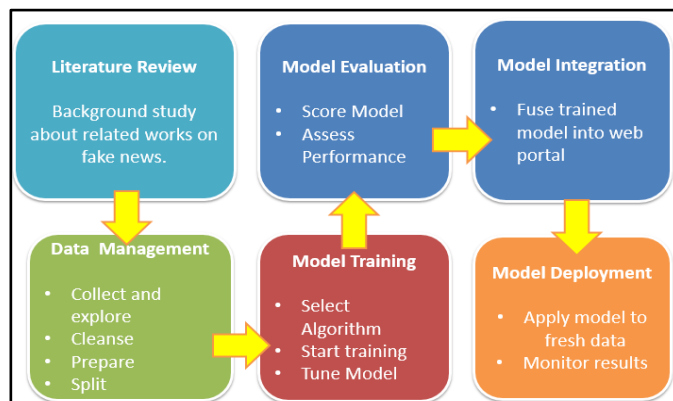 Literature Review
Background study
about related works on
fake news.
Data Management
• Collect and
explore
• Cleanse
• Prepare
• Split
Model Training
• Select
Algorithm
• Start training
• Tune Model
Model Evaluation
• Score Model
• Assess
Performance
Model Integration
• Fuse trained
model into web
portal
Model Deployment
• Apply model to
fresh data
• Monitor results